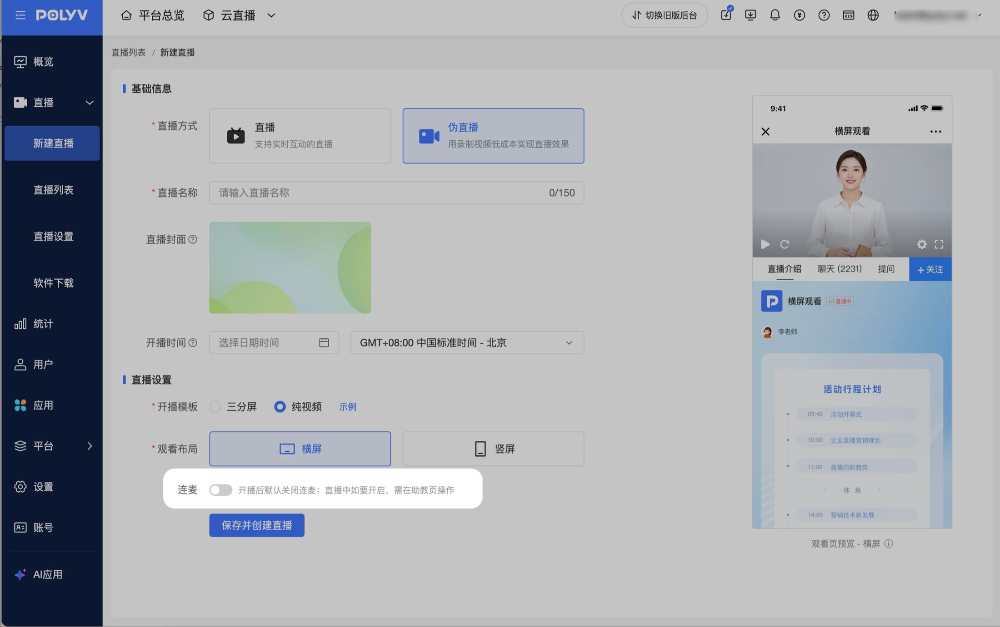 POLYV
平台总览
云直播
切换旧版后台
概览
直播
新建直播
直播列表
直播设置
软件下载
统计
用户
应用
平台
设置
账号
AI应用
直播列表 / 新建直播
基础信息
* 直播方式
直播
支持实时互动的直播
伪直播
用录制视频低成本实现直播效果
* 直播名称
请输入直播名称
0/150
直播封面
开播时间
选择日期时间
GMT+08:00 中国标准时间 - 北京
直播设置
* 开播模板
三分屏
纯视频
示例
* 观看布局
横屏
竖屏
连麦
开播后默认关闭连麦；直播中如要开启，需在助教页操作
保存并创建直播
9:41
横屏观看
直播介绍
聊天 (2231)
提问
+ 关注
横屏观看
直播中
李老师
活动行程计划
09:40 活动开幕式
10:00 企业直播营销规划
11:00 直播的新趋势
休 息
14:00 营销技术新发展
观看页预览 - 横屏